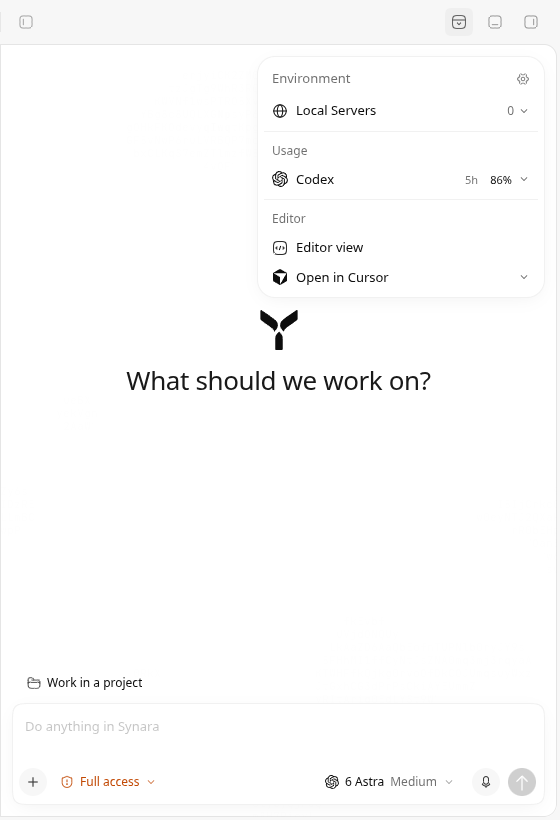 Environment
Local Servers 0
Usage
Codex 5h 86%
Editor
Editor view
Open in Cursor
What should we work on?
Work in a project
Do anything in Synara
Full access 6 Astra Medium